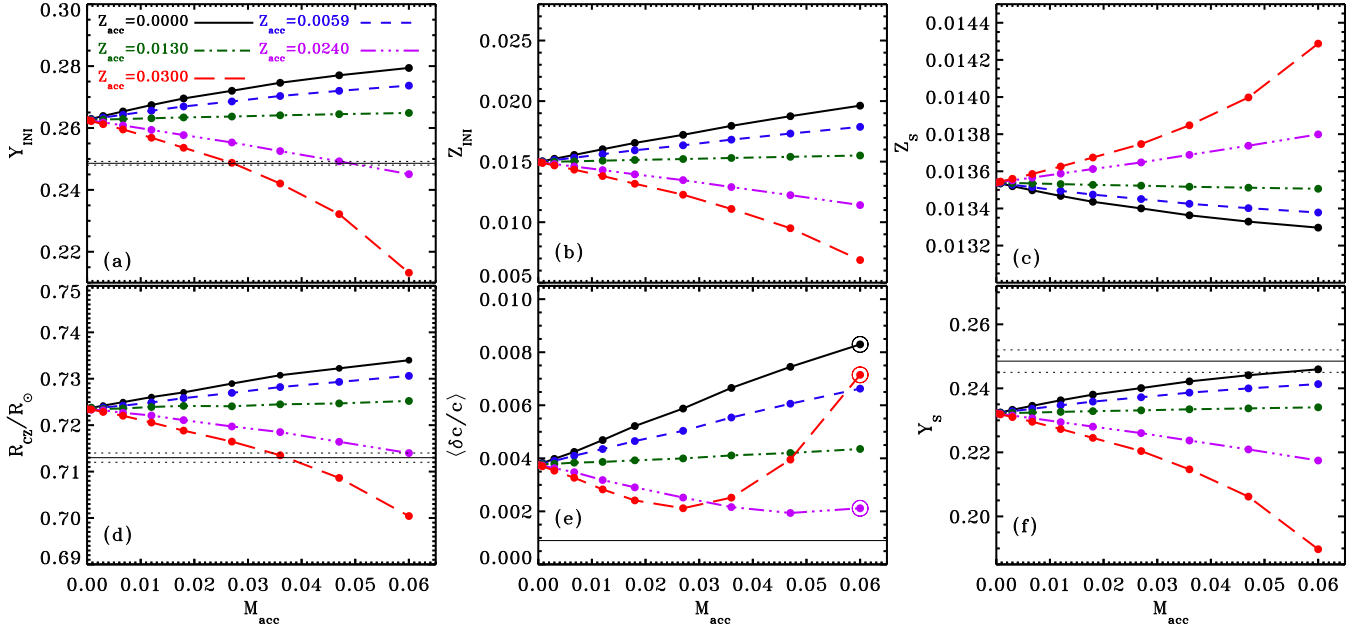 Z_acc=0.0000 Z_acc=0.0059
Z_acc=0.0130 Z_acc=0.0240
Z_acc=0.0300
0.30
0.28
0.26
0.24
0.22
Y_INI
(a)
0.025
0.020
0.015
0.010
0.005
Z_INI
(b)
0.0144
0.0142
0.0140
0.0138
0.0136
0.0134
0.0132
Z_s
(c)
0.75
0.74
0.73
0.72
0.71
0.70
0.69
R_CZ/R_⊙
(d)
0.00 0.01 0.02 0.03 0.04 0.05 0.06
M_acc
0.010
0.008
0.006
0.004
0.002
0.000
⟨δc/c⟩
(e)
0.00 0.01 0.02 0.03 0.04 0.05 0.06
M_acc
0.26
0.24
0.22
0.20
Y_S
(f)
0.00 0.01 0.02 0.03 0.04 0.05 0.06
M_acc